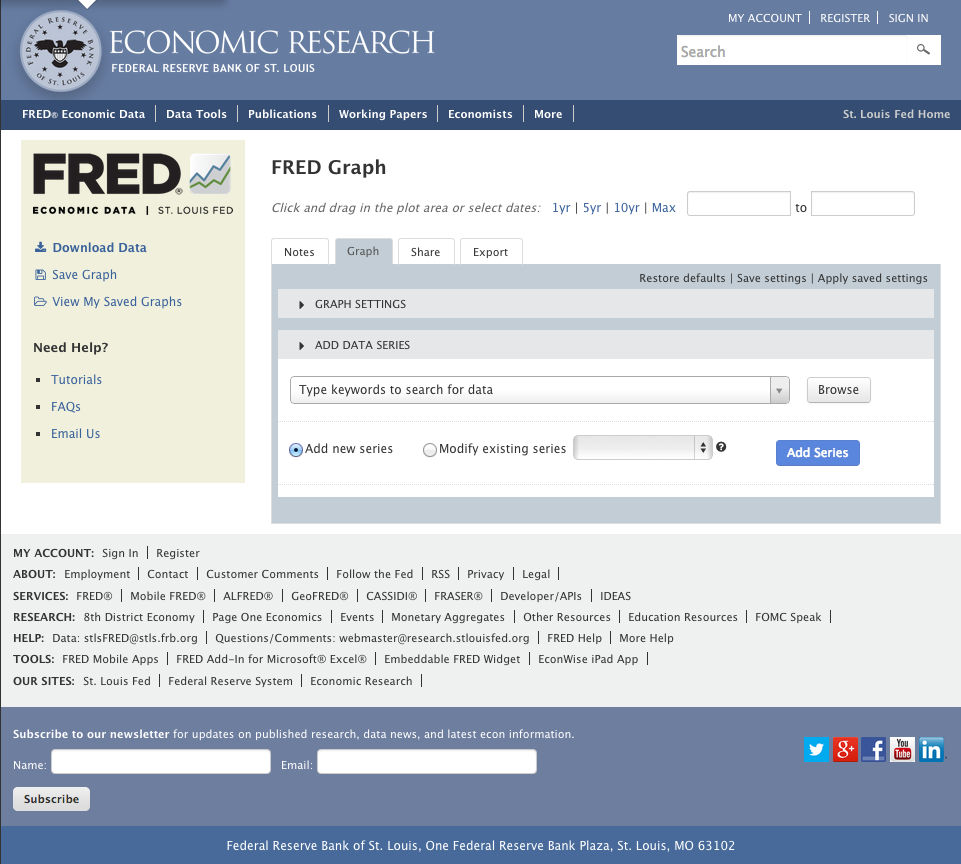 MY ACCOUNT | REGISTER | SIGN IN
FEDERAL RESERVE BANK OF ST. LOUIS
ECONOMIC RESEARCH
FEDERAL RESERVE BANK OF ST. LOUIS
Search
FRED® Economic Data | Data Tools | Publications | Working Papers | Economists | More |
St. Louis Fed Home
FRED®
ECONOMIC DATA | ST. LOUIS FED
Download Data
Save Graph
View My Saved Graphs
Need Help?
Tutorials
FAQs
Email Us
FRED Graph
Click and drag in the plot area or select dates: 1yr | 5yr | 10yr | Max to
Notes Graph Share Export
Restore defaults | Save settings | Apply saved settings
GRAPH SETTINGS
ADD DATA SERIES
Type keywords to search for data Browse
Add new series Modify existing series ? Add Series
MY ACCOUNT: Sign In | Register
ABOUT: Employment | Contact | Customer Comments | Follow the Fed | RSS | Privacy | Legal |
SERVICES: FRED® | Mobile FRED® | ALFRED® | GeoFRED® | CASSIDI® | FRASER® | Developer/APIs | IDEAS
RESEARCH: 8th District Economy | Page One Economics | Events | Monetary Aggregates | Other Resources | Education Resources | FOMC Speak |
HELP: Data: stlsFRED@stls.frb.org | Questions/Comments: webmaster@research.stlouisfed.org | FRED Help | More Help
TOOLS: FRED Mobile Apps | FRED Add-In for Microsoft® Excel® | Embeddable FRED Widget | EconWise iPad App |
OUR SITES: St. Louis Fed | Federal Reserve System | Economic Research |
Subscribe to our newsletter for updates on published research, data news, and latest econ information.
Name: Email:
g+ f You Tube in
Subscribe
Federal Reserve Bank of St. Louis, One Federal Reserve Bank Plaza, St. Louis, MO 63102